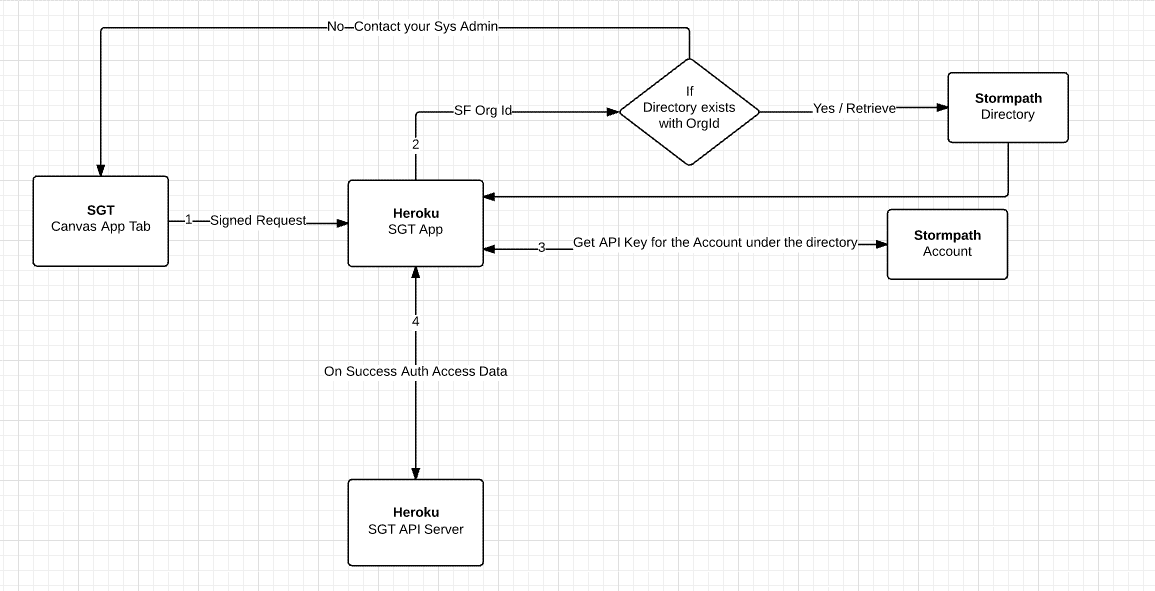 No
Contact your Sys Admin
If
Directory exists
with OrgId
SF Org Id
Yes / Retrieve
Stormpath
Directory
2
SGT
Canvas App Tab
1
Signed Request
Heroku
SGT App
3
Get API Key for the Account under the directory
Stormpath
Account
4
On Success Auth Access Data
Heroku
SGT API Server